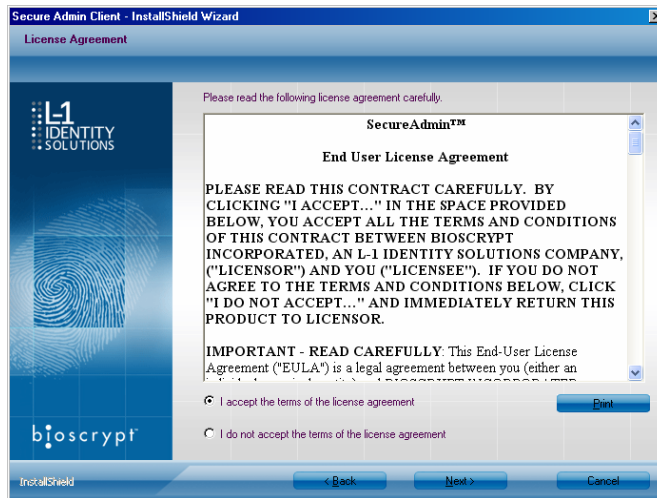 Secure Admin Client - InstallShield Wizard
License Agreement
L-1
IDENTITY
SOLUTIONS
Please read the following license agreement carefully.
SecureAdmin™
End User License Agreement
PLEASE READ THIS CONTRACT CAREFULLY. BY
CLICKING "I ACCEPT..." IN THE SPACE PROVIDED
BELOW, YOU ACCEPT ALL THE TERMS AND CONDITIONS
OF THIS CONTRACT BETWEEN BIOSCRYPT
INCORPORATED, AN L-1 IDENTITY SOLUTIONS COMPANY,
("LICENSOR") AND YOU ("LICENSEE"). IF YOU DO NOT
AGREE TO THE TERMS AND CONDITIONS BELOW, CLICK
"I DO NOT ACCEPT..." AND IMMEDIATELY RETURN THIS
PRODUCT TO LICENSOR.
IMPORTANT - READ CAREFULLY: This End-User License
Agreement ("EULA") is a legal agreement between you (either an
I accept the terms of the license agreement
Print
I do not accept the terms of the license agreement
bioscrypt
InstallShield
< Back
Next >
Cancel